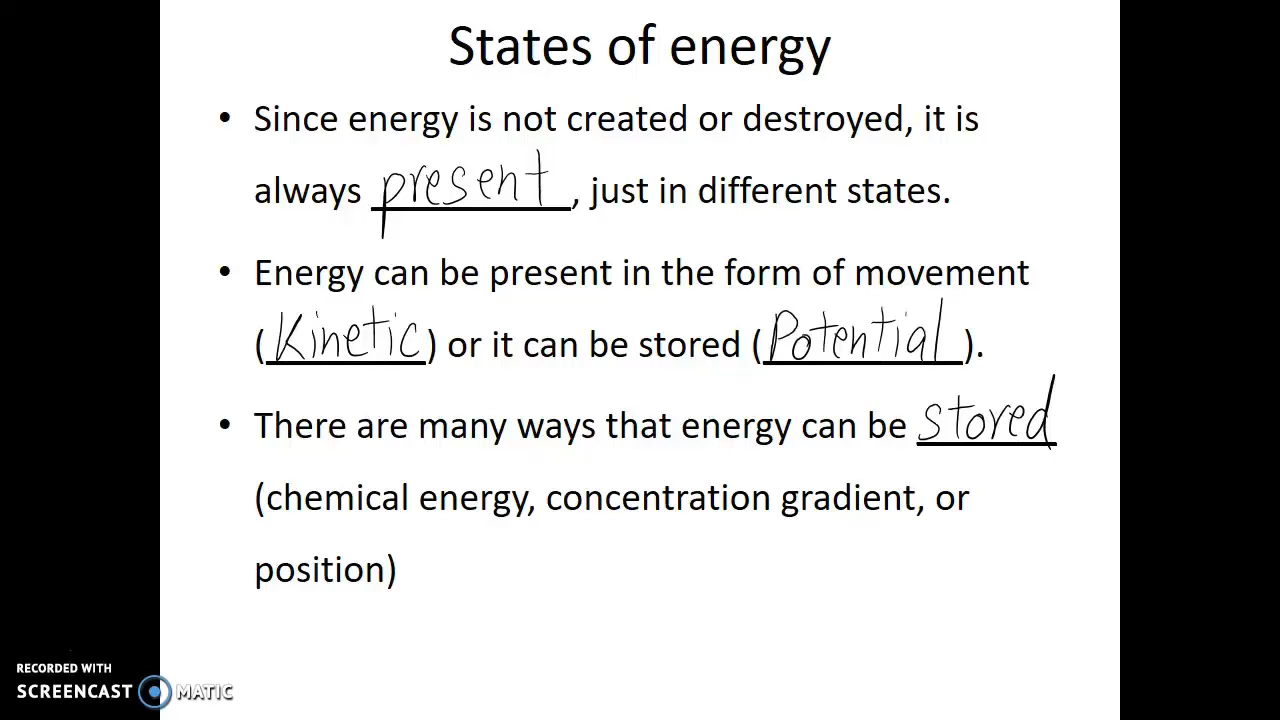 States of energy
• Since energy is not created or destroyed, it is
always present, just in different states.
• Energy can be present in the form of movement
(Kinetic) or it can be stored (Potential).
• There are many ways that energy can be stored
(chemical energy, concentration gradient, or
position)
RECORDED WITH
SCREENCAST MATIC